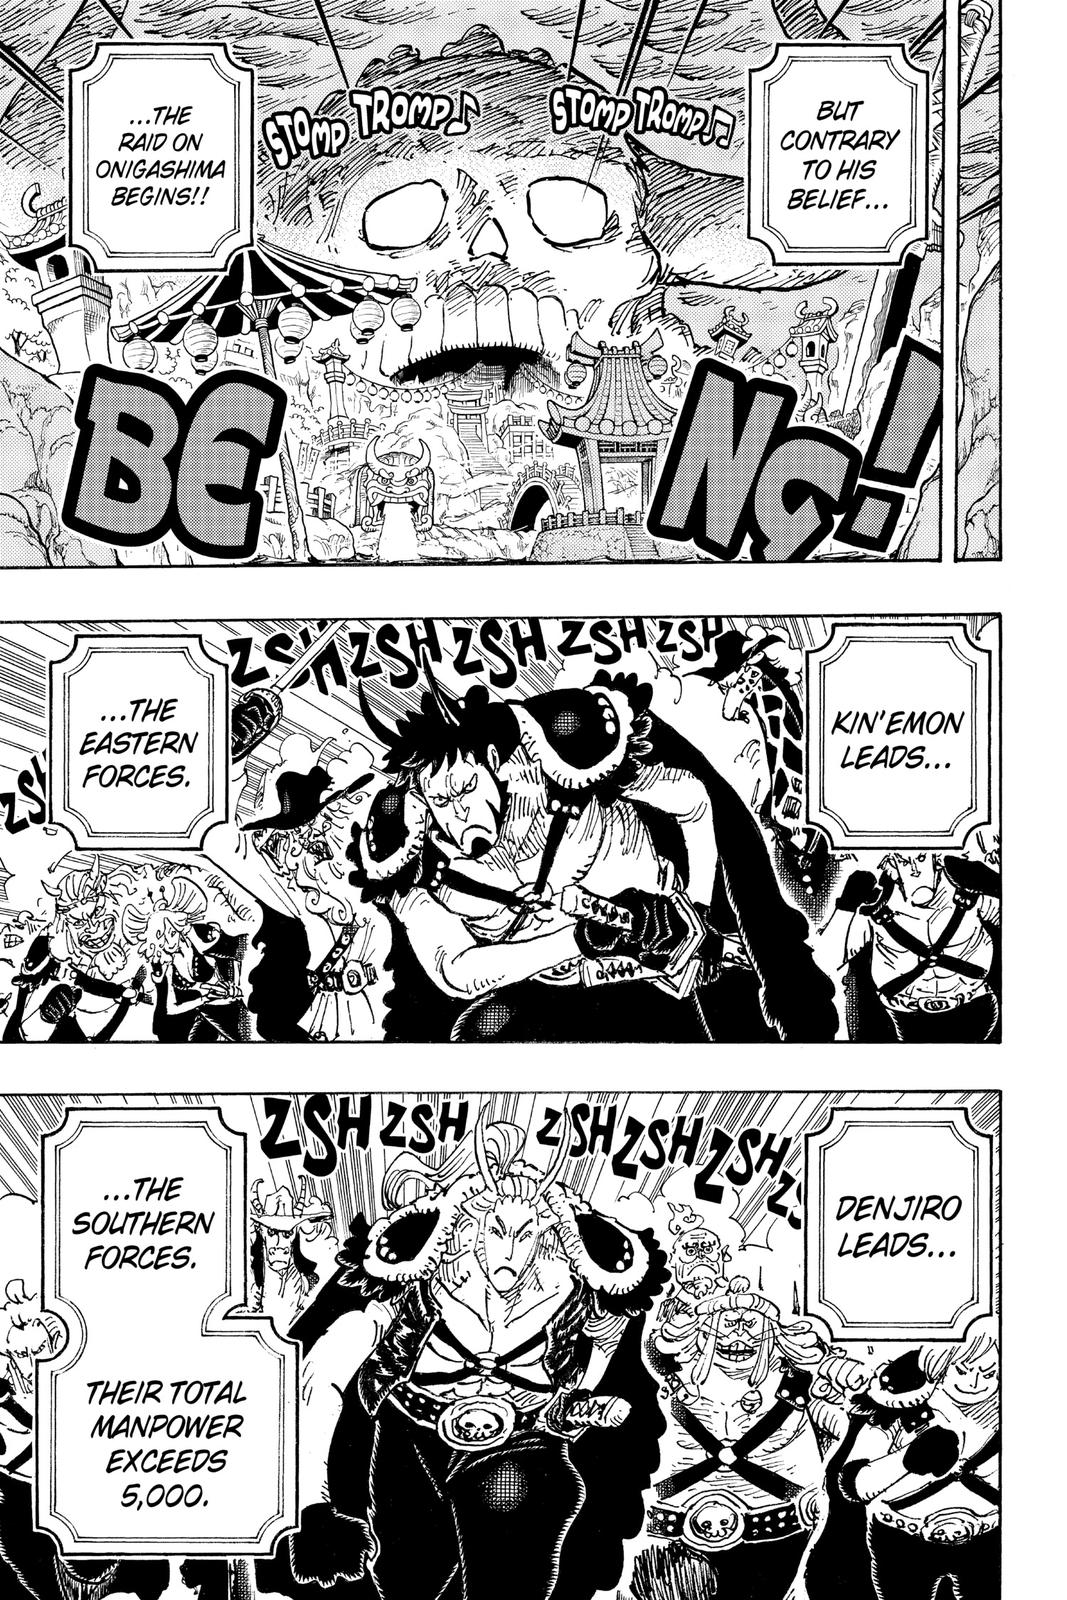 BUT
CONTRARY
TO HIS
BELIEF...
STOMP TROMP♫
STOMP TROMP♪
...THE
RAID ON
ONIGASHIMA
BEGINS!!
BE NG!
KIN'EMON
LEADS...
ZSH ZSH ZSH ZSH ZSH
...THE
EASTERN
FORCES.
ZS
DENJIRO
LEADS...
ZSH ZSH ZSH ZSH ZSH
ZS
...THE
SOUTHERN
FORCES.
THEIR TOTAL
MANPOWER
EXCEEDS
5,000.